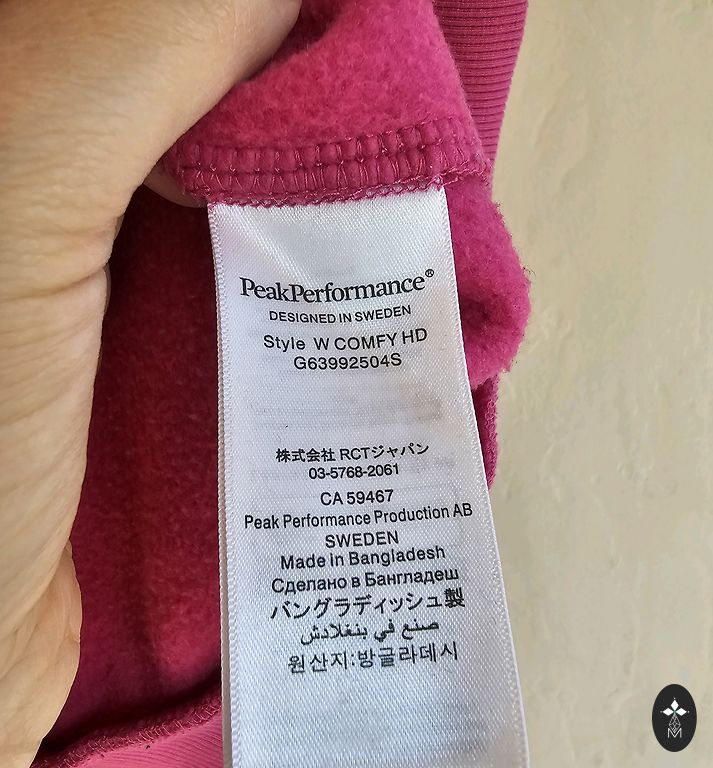 PeakPerformance®
DESIGNED IN SWEDEN
Style W COMFY HD
G63992504S
株式会社 RCTジャパン
03-5768-2061
CA 59467
Peak Performance Production AB
SWEDEN
Made in Bangladesh
Сделано в Бангладеш
バングラディッシュ製
صنع في بنغلادش
원산지:방글라데시